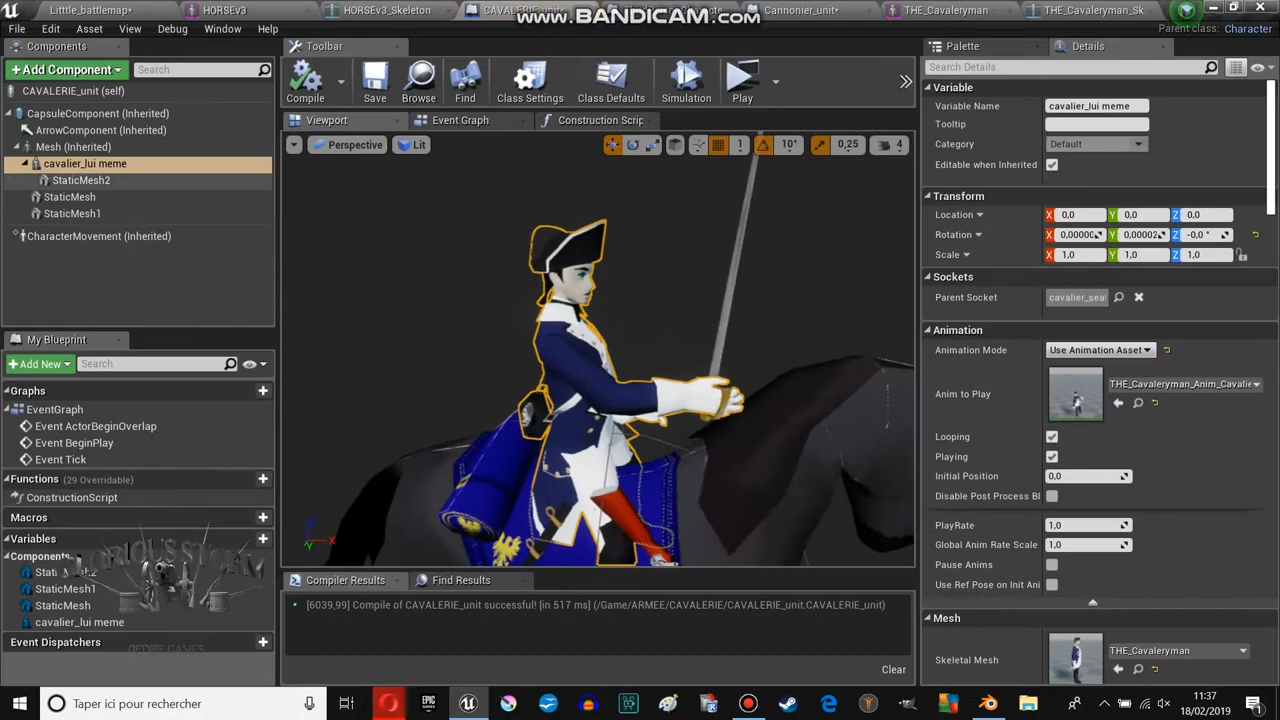 www.BANDICAM.com
Little_battlemap*
HORSEv3
HORSEv3_Skeleton
CAVALERIE_unit*
Cannonier_unit*
THE_Cavaleryman
THE_Cavaleryman_Sk
File
Edit
Asset
View
Debug
Window
Help
Parent class: Character
Components
+ Add Component
Search
CAVALERIE_unit (self)
CapsuleComponent (Inherited)
ArrowComponent (Inherited)
Mesh (Inherited)
cavalier_lui meme
StaticMesh2
StaticMesh
StaticMesh1
CharacterMovement (Inherited)
My Blueprint
+ Add New
Search
Graphs
EventGraph
Event ActorBeginOverlap
Event BeginPlay
Event Tick
Functions (29 Overridable)
ConstructionScript
Macros
Variables
Components
StaticMesh1
StaticMesh
cavalier_lui meme
Event Dispatchers
Toolbar
Compile
Save
Browse
Find
Class Settings
Class Defaults
Simulation
Play
Viewport
Event Graph
Construction Scrip
Perspective
Lit
1
10°
0,25
4
Z
X
Y
Compiler Results
Find Results
[6039,99] Compile of CAVALERIE_unit successful! [in 517 ms] (/Game/ARMEE/CAVALERIE/CAVALERIE_unit.CAVALERIE_unit)
Clear
Palette
Details
Search Details
Variable
Variable Name cavalier_lui meme
Tooltip
Category Default
Editable when Inherited
Transform
Location X 0,0 Y 0,0 Z 0,0
Rotation X 0,00000 Y 0,00002 Z -0,0 °
Scale X 1,0 Y 1,0 Z 1,0
Sockets
Parent Socket cavalier_sea
Animation
Animation Mode Use Animation Asset
Anim to Play THE_Cavaleryman_Anim_Cavalie
Looping
Playing
Initial Position 0,0
Disable Post Process Bl
PlayRate 1,0
Global Anim Rate Scale 1,0
Pause Anims
Use Ref Pose on Init Ani
Mesh
Skeletal Mesh THE_Cavaleryman
Taper ici pour rechercher
11:37
18/02/2019